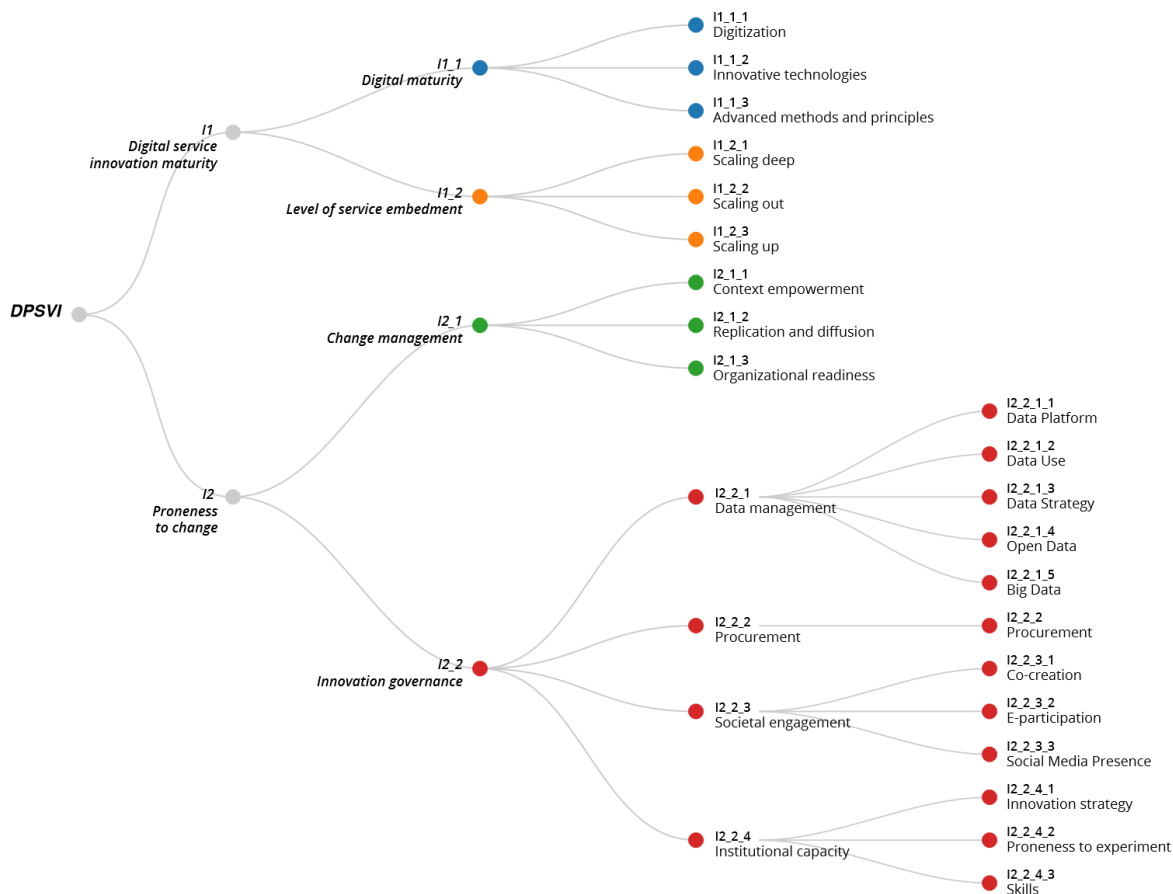 DPSVI
I1
Digital service
innovation maturity
I1_1
Digital maturity
I1_1_1
Digitization
I1_1_2
Innovative technologies
I1_1_3
Advanced methods and principles
I1_2
Level of service embedment
I1_2_1
Scaling deep
I1_2_2
Scaling out
I1_2_3
Scaling up
I2
Proneness
to change
I2_1
Change management
I2_1_1
Context empowerment
I2_1_2
Replication and diffusion
I2_1_3
Organizational readiness
I2_2
Innovation governance
I2_2_1
Data management
I2_2_1_1
Data Platform
I2_2_1_2
Data Use
I2_2_1_3
Data Strategy
I2_2_1_4
Open Data
I2_2_1_5
Big Data
I2_2_2
Procurement
I2_2_2
Procurement
I2_2_3
Societal engagement
I2_2_3_1
Co-creation
I2_2_3_2
E-participation
I2_2_3_3
Social Media Presence
I2_2_4
Institutional capacity
I2_2_4_1
Innovation strategy
I2_2_4_2
Proneness to experiment
I2_2_4_3
Skills